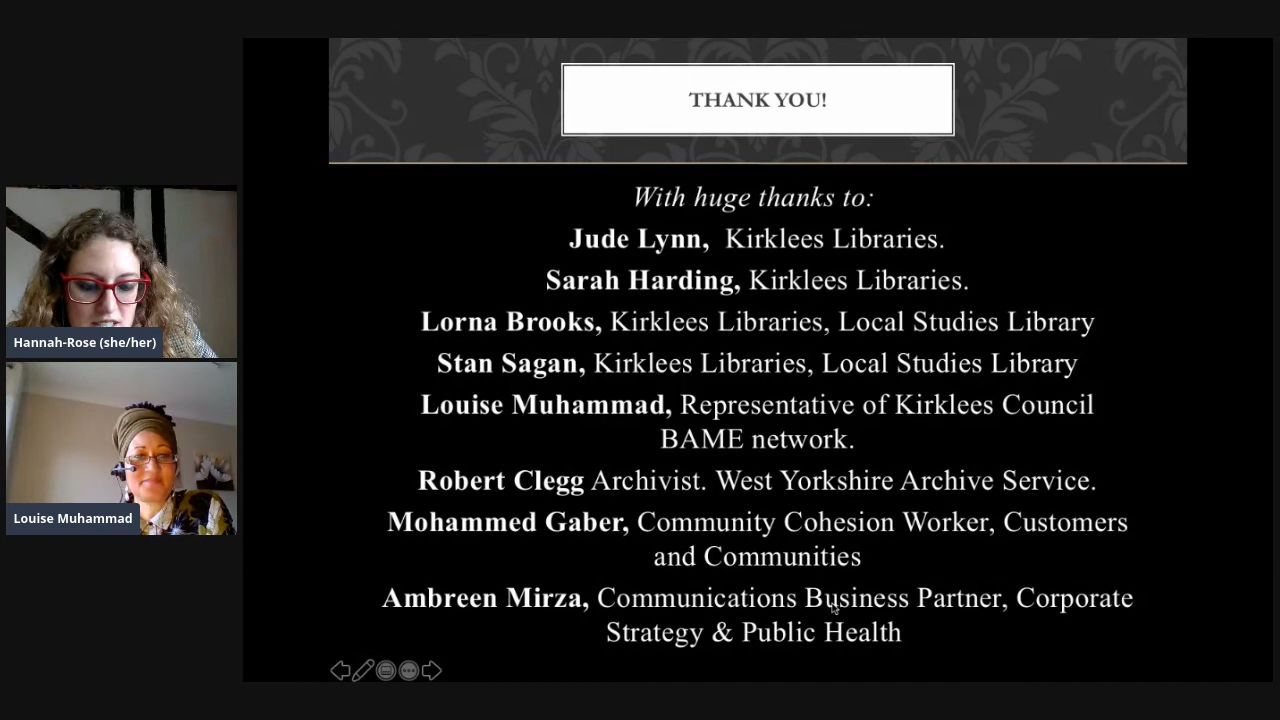 THANK YOU!
With huge thanks to:
Jude Lynn, Kirklees Libraries.
Sarah Harding, Kirklees Libraries.
Lorna Brooks, Kirklees Libraries, Local Studies Library
Stan Sagan, Kirklees Libraries, Local Studies Library
Louise Muhammad, Representative of Kirklees Council
BAME network.
Robert Clegg Archivist. West Yorkshire Archive Service.
Mohammed Gaber, Community Cohesion Worker, Customers
and Communities
Ambreen Mirza, Communications Business Partner, Corporate
Strategy & Public Health
Hannah-Rose (she/her)
Louise Muhammad